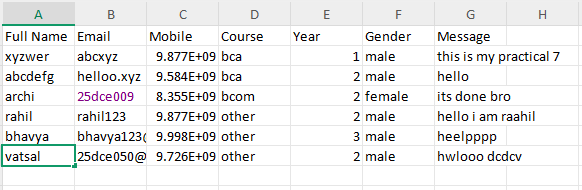 A B C D E F G H
Full Name Email Mobile Course Year Gender Message
xyzwer abcxyz 9.877E+09 bca 1 male this is my practical 7
abcdefg helloo.xyz 9.584E+09 bca 2 male hello
archi 25dce009 8.355E+09 bcom 2 female its done bro
rahil rahil123 9.877E+09 other 2 male hello i am raahil
bhavya bhavya123@ 9.998E+09 other 3 male heelpppp
vatsal 25dce050@ 9.726E+09 other 2 male hwlooo dcdcv